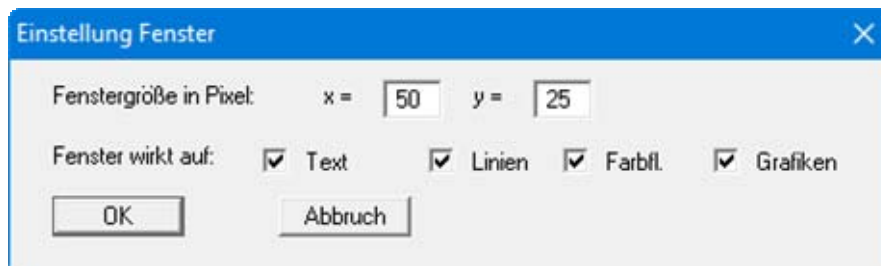 Einstellung Fenster
Fenstergröße in Pixel: x = 50 y = 25
Fenster wirkt auf: Text Linien Farbfl. Grafiken
OK Abbruch